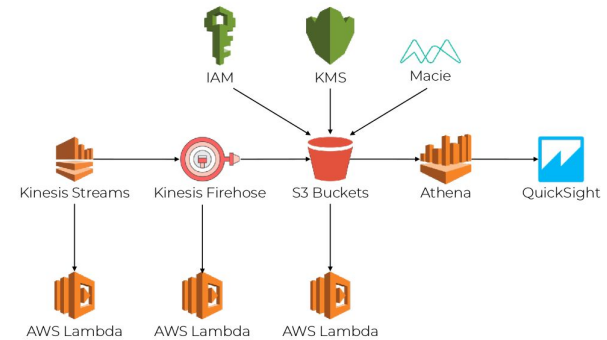 IAM
KMS
Macie
Kinesis Streams
Kinesis Firehose
S3 Buckets
Athena
QuickSight
AWS Lambda
AWS Lambda
AWS Lambda